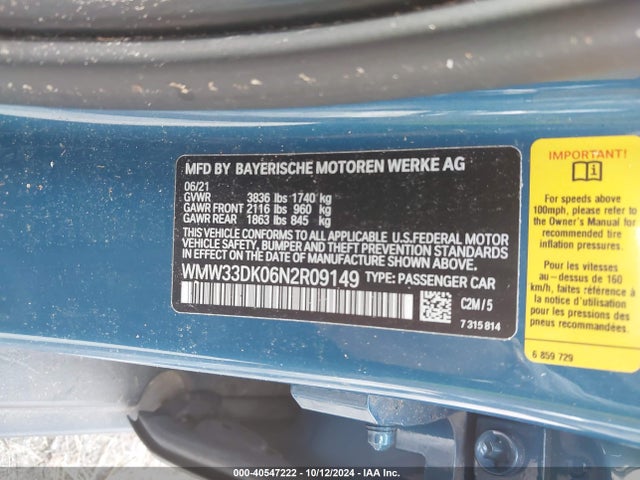 MFD BY BAYERISCHE MOTOREN WERKE AG
06/21
GVWR 3836 lbs 1740 kg
GAWR FRONT 2116 lbs 960 kg
GAWR REAR 1863 lbs 845 kg
THIS VEHICLE CONFORMS TO ALL APPLICABLE U.S.FEDERAL MOTOR
VEHICLE SAFETY, BUMPER, AND THEFT PREVENTION STANDARDS
IN EFFECT ON THE DATE OF MANUFACTURE SHOWN ABOVE.
WMW33DK06N2R09149 TYPE: PASSENGER CAR
C2M / 5
7 315 814
IMPORTANT!
For speeds above
100mph, please refer to
the Owner's Manual for
recommended tire
inflation pressures.
Pour les vitesses
au-dessus de 160
km/h, faites référence
à la notice d'utilisation
pour les pressions des
pneus recommandées.
6 859 729
000-40547222 - 10/12/2024 - IAA Inc.